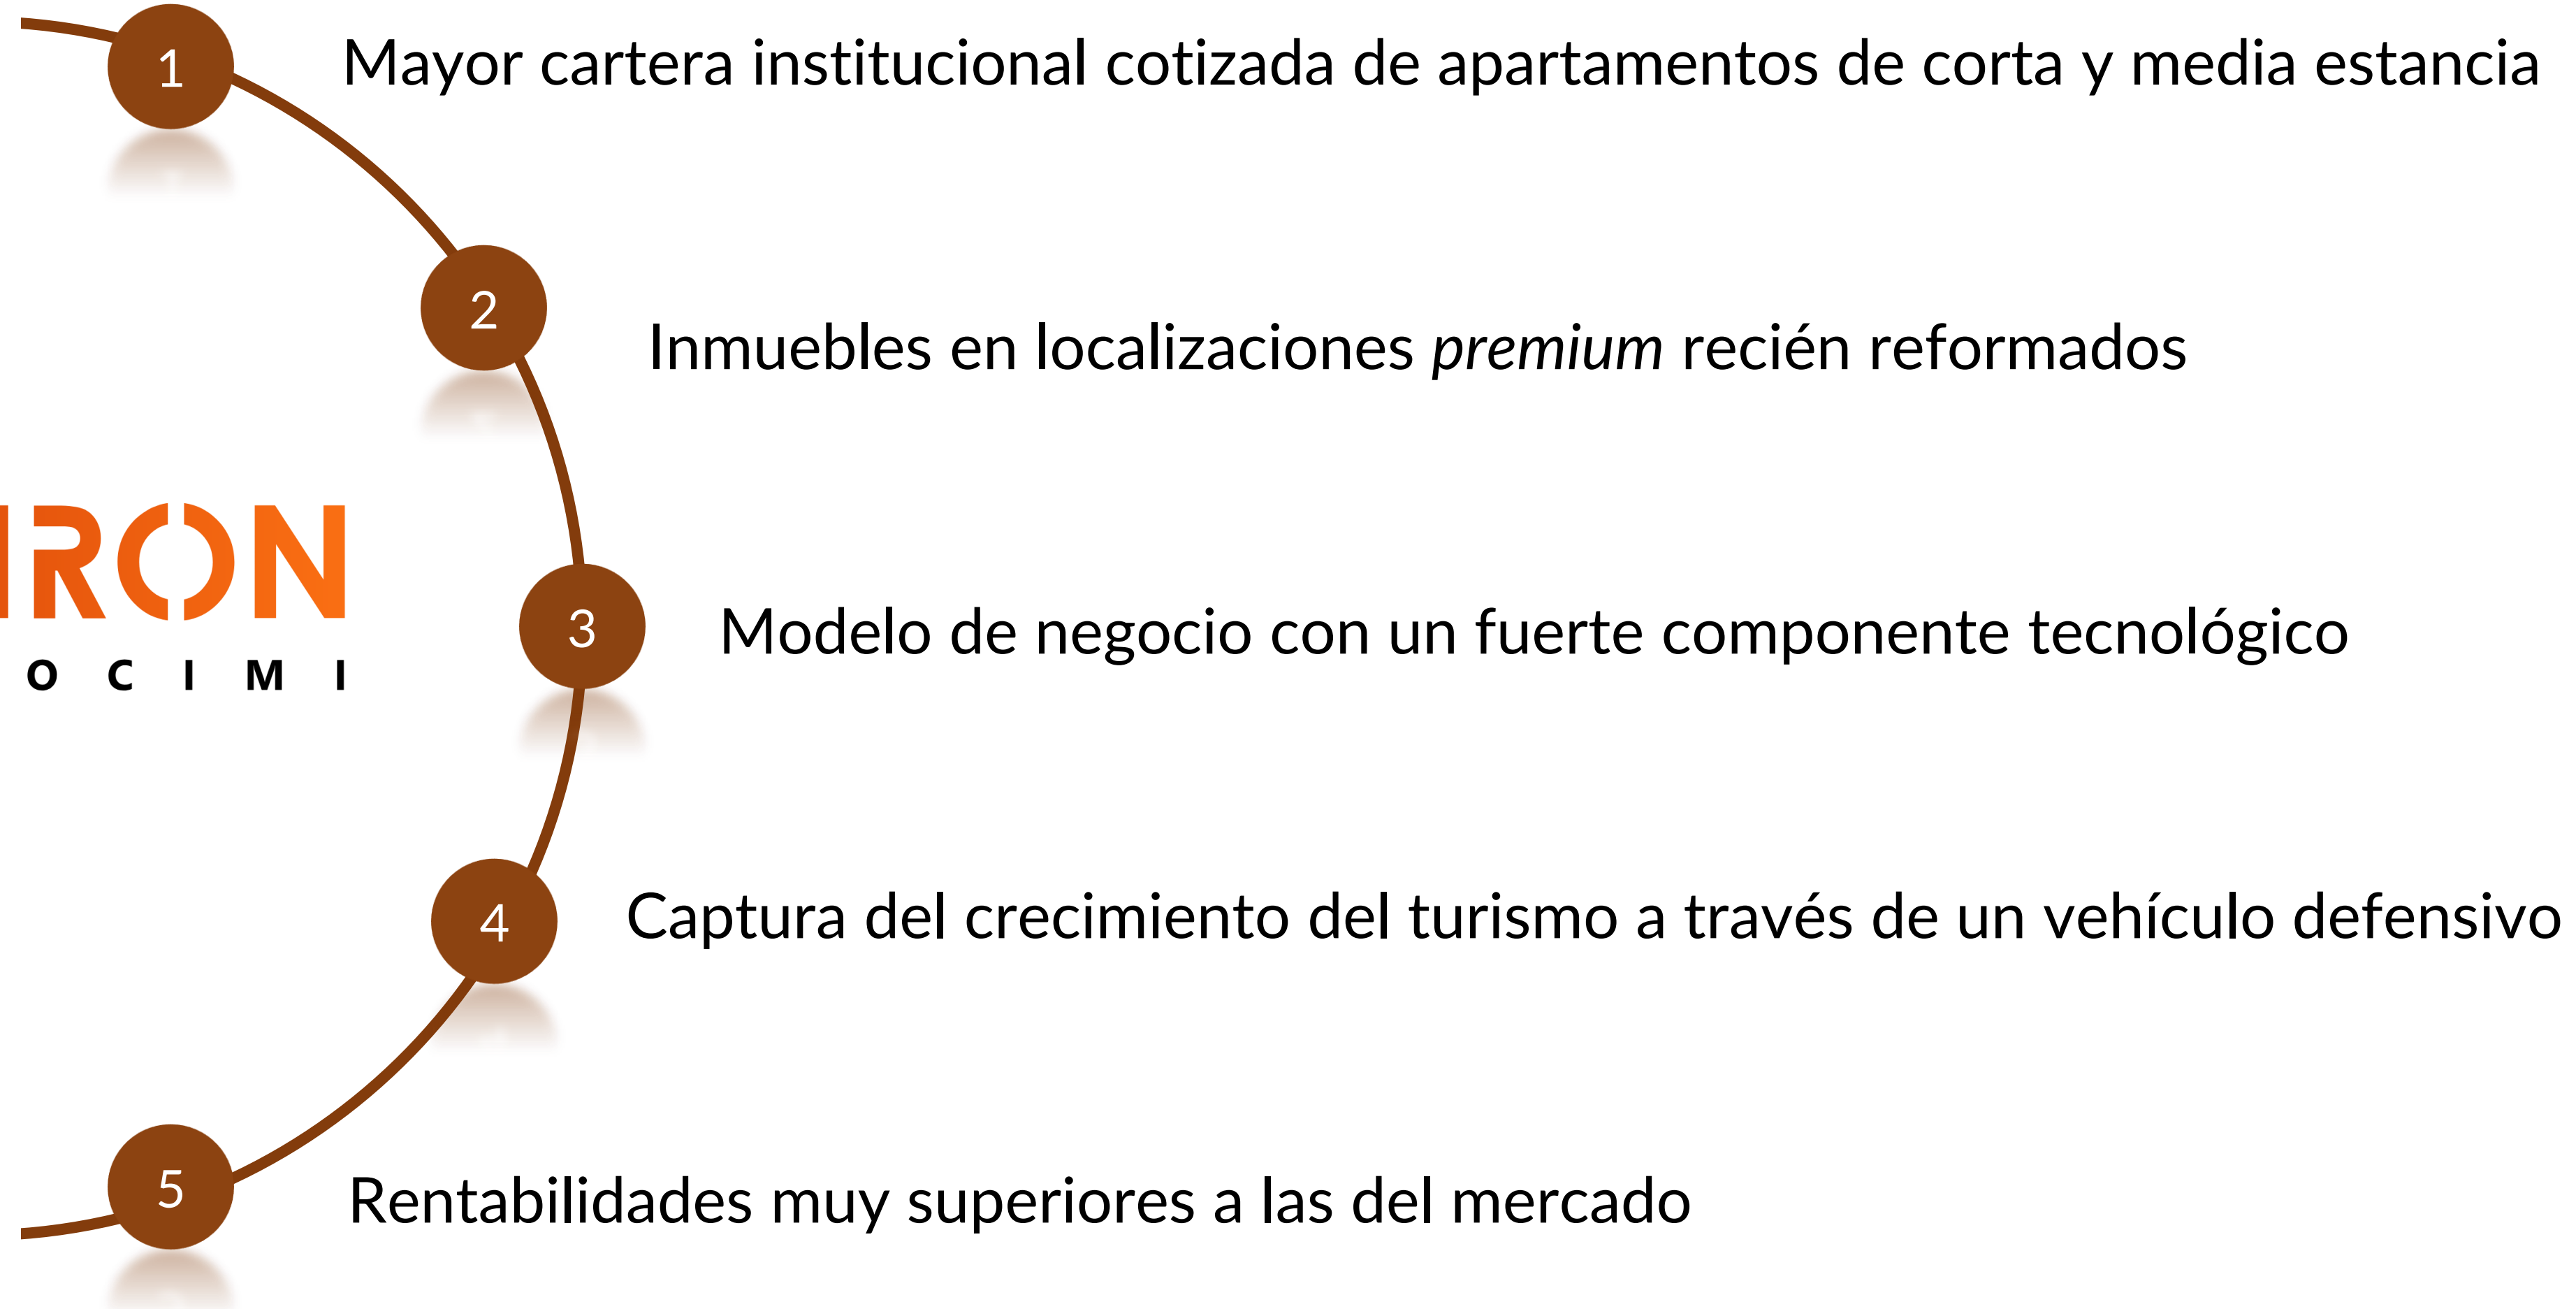 1
Mayor cartera institucional cotizada de apartamentos de corta y media estancia
2
Inmuebles en localizaciones premium recién reformados
IRON
O C I M I
3
Modelo de negocio con un fuerte componente tecnológico
4
Captura del crecimiento del turismo a través de un vehículo defensivo
5
Rentabilidades muy superiores a las del mercado